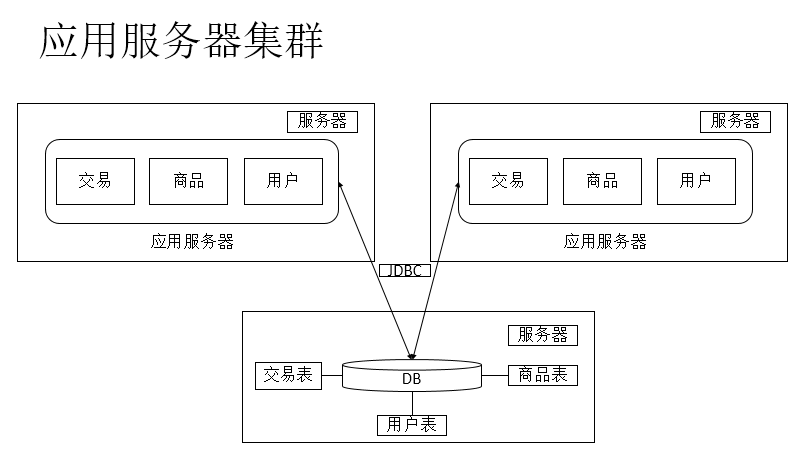 应用服务器集群
服务器
交易
商品
用户
应用服务器
服务器
交易
商品
用户
应用服务器
JDBC
服务器
交易表
DB
商品表
用户表